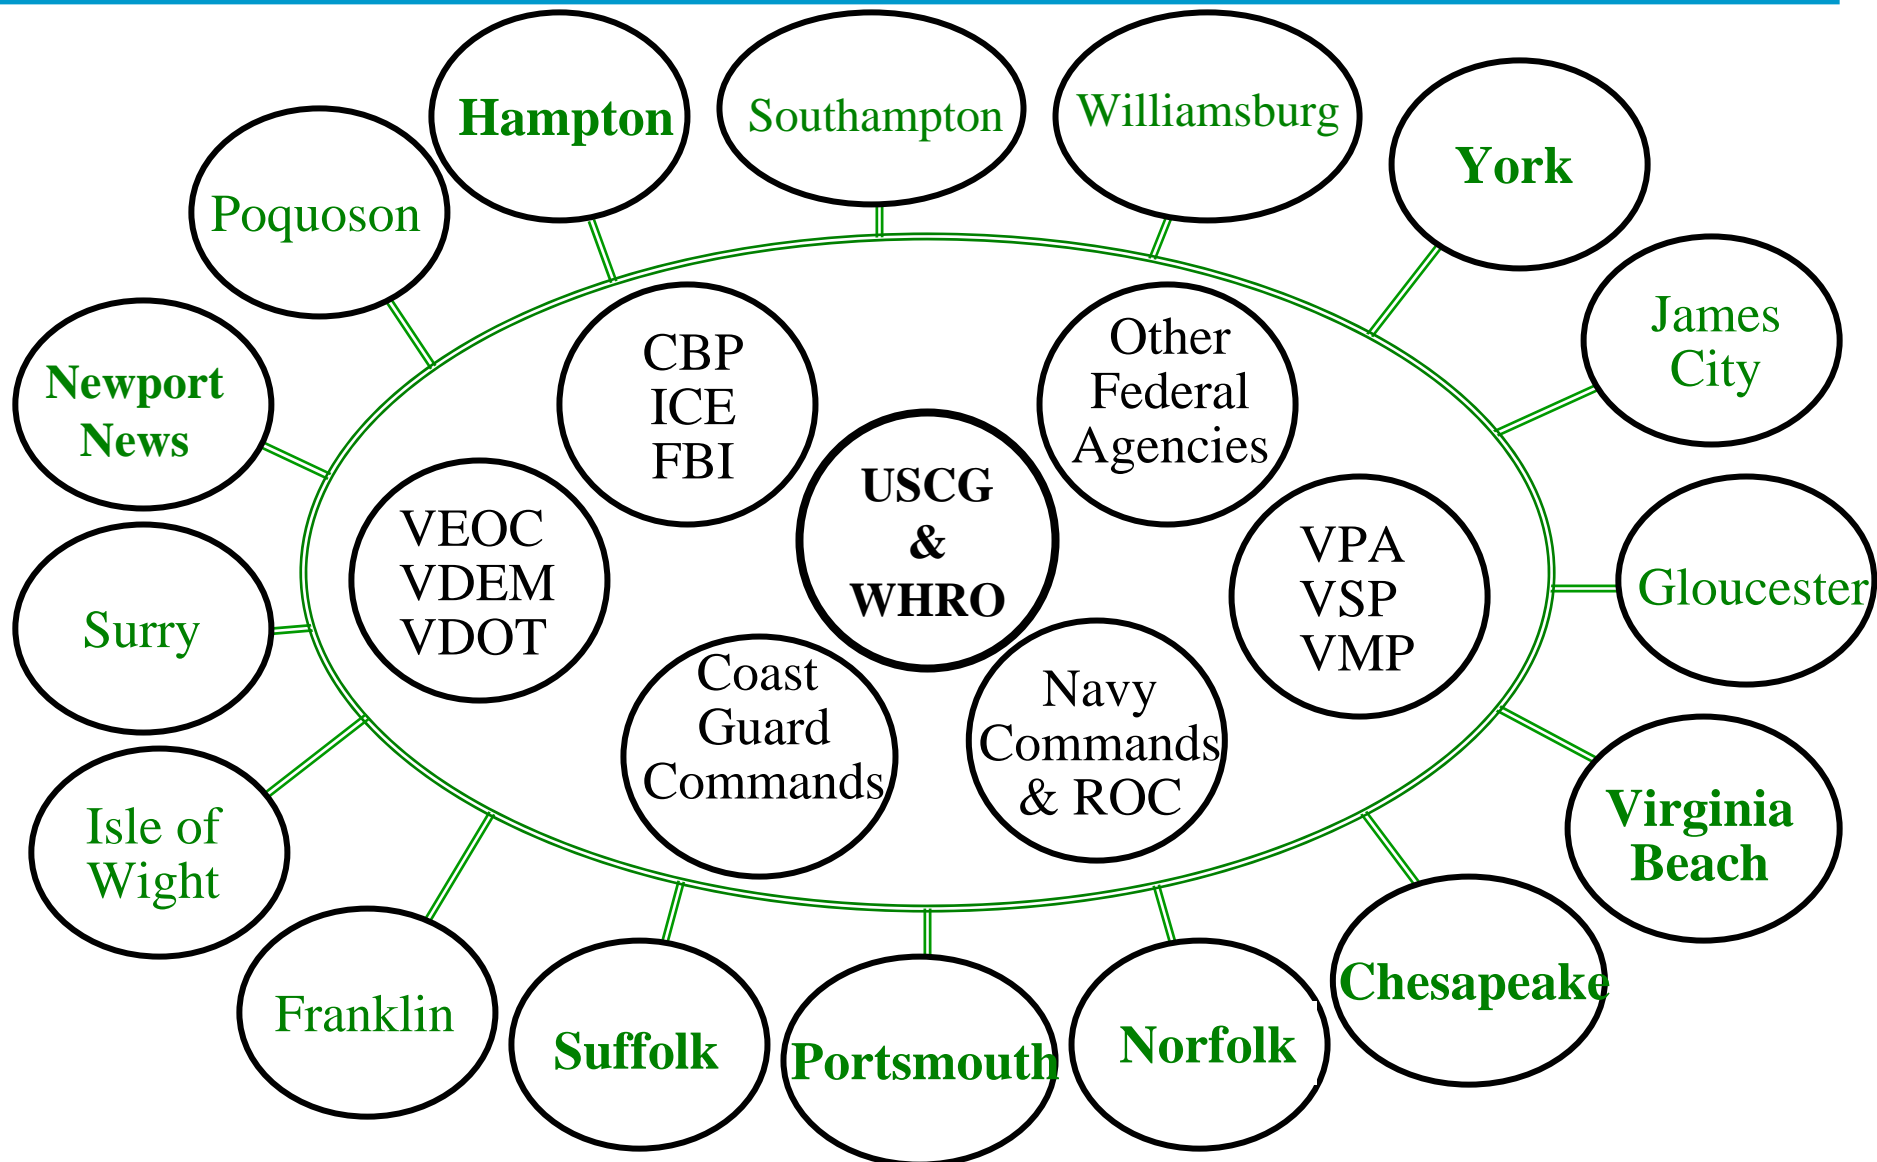 Hampton
Southampton
Williamsburg
York
Poquoson
James
City
Newport
News
CBP
ICE
FBI
Other
Federal
Agencies
USCG
&
WHRO
VEOC
VDEM
VDOT
VPA
VSP
VMP
Gloucester
Surry
Coast
Guard
Commands
Navy
Commands
& ROC
Isle of
Wight
Virginia
Beach
Franklin
Suffolk
Portsmouth
Norfolk
Chesapeake